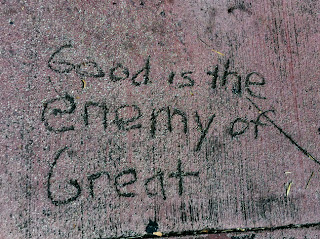 Good is the
enemy of
Great